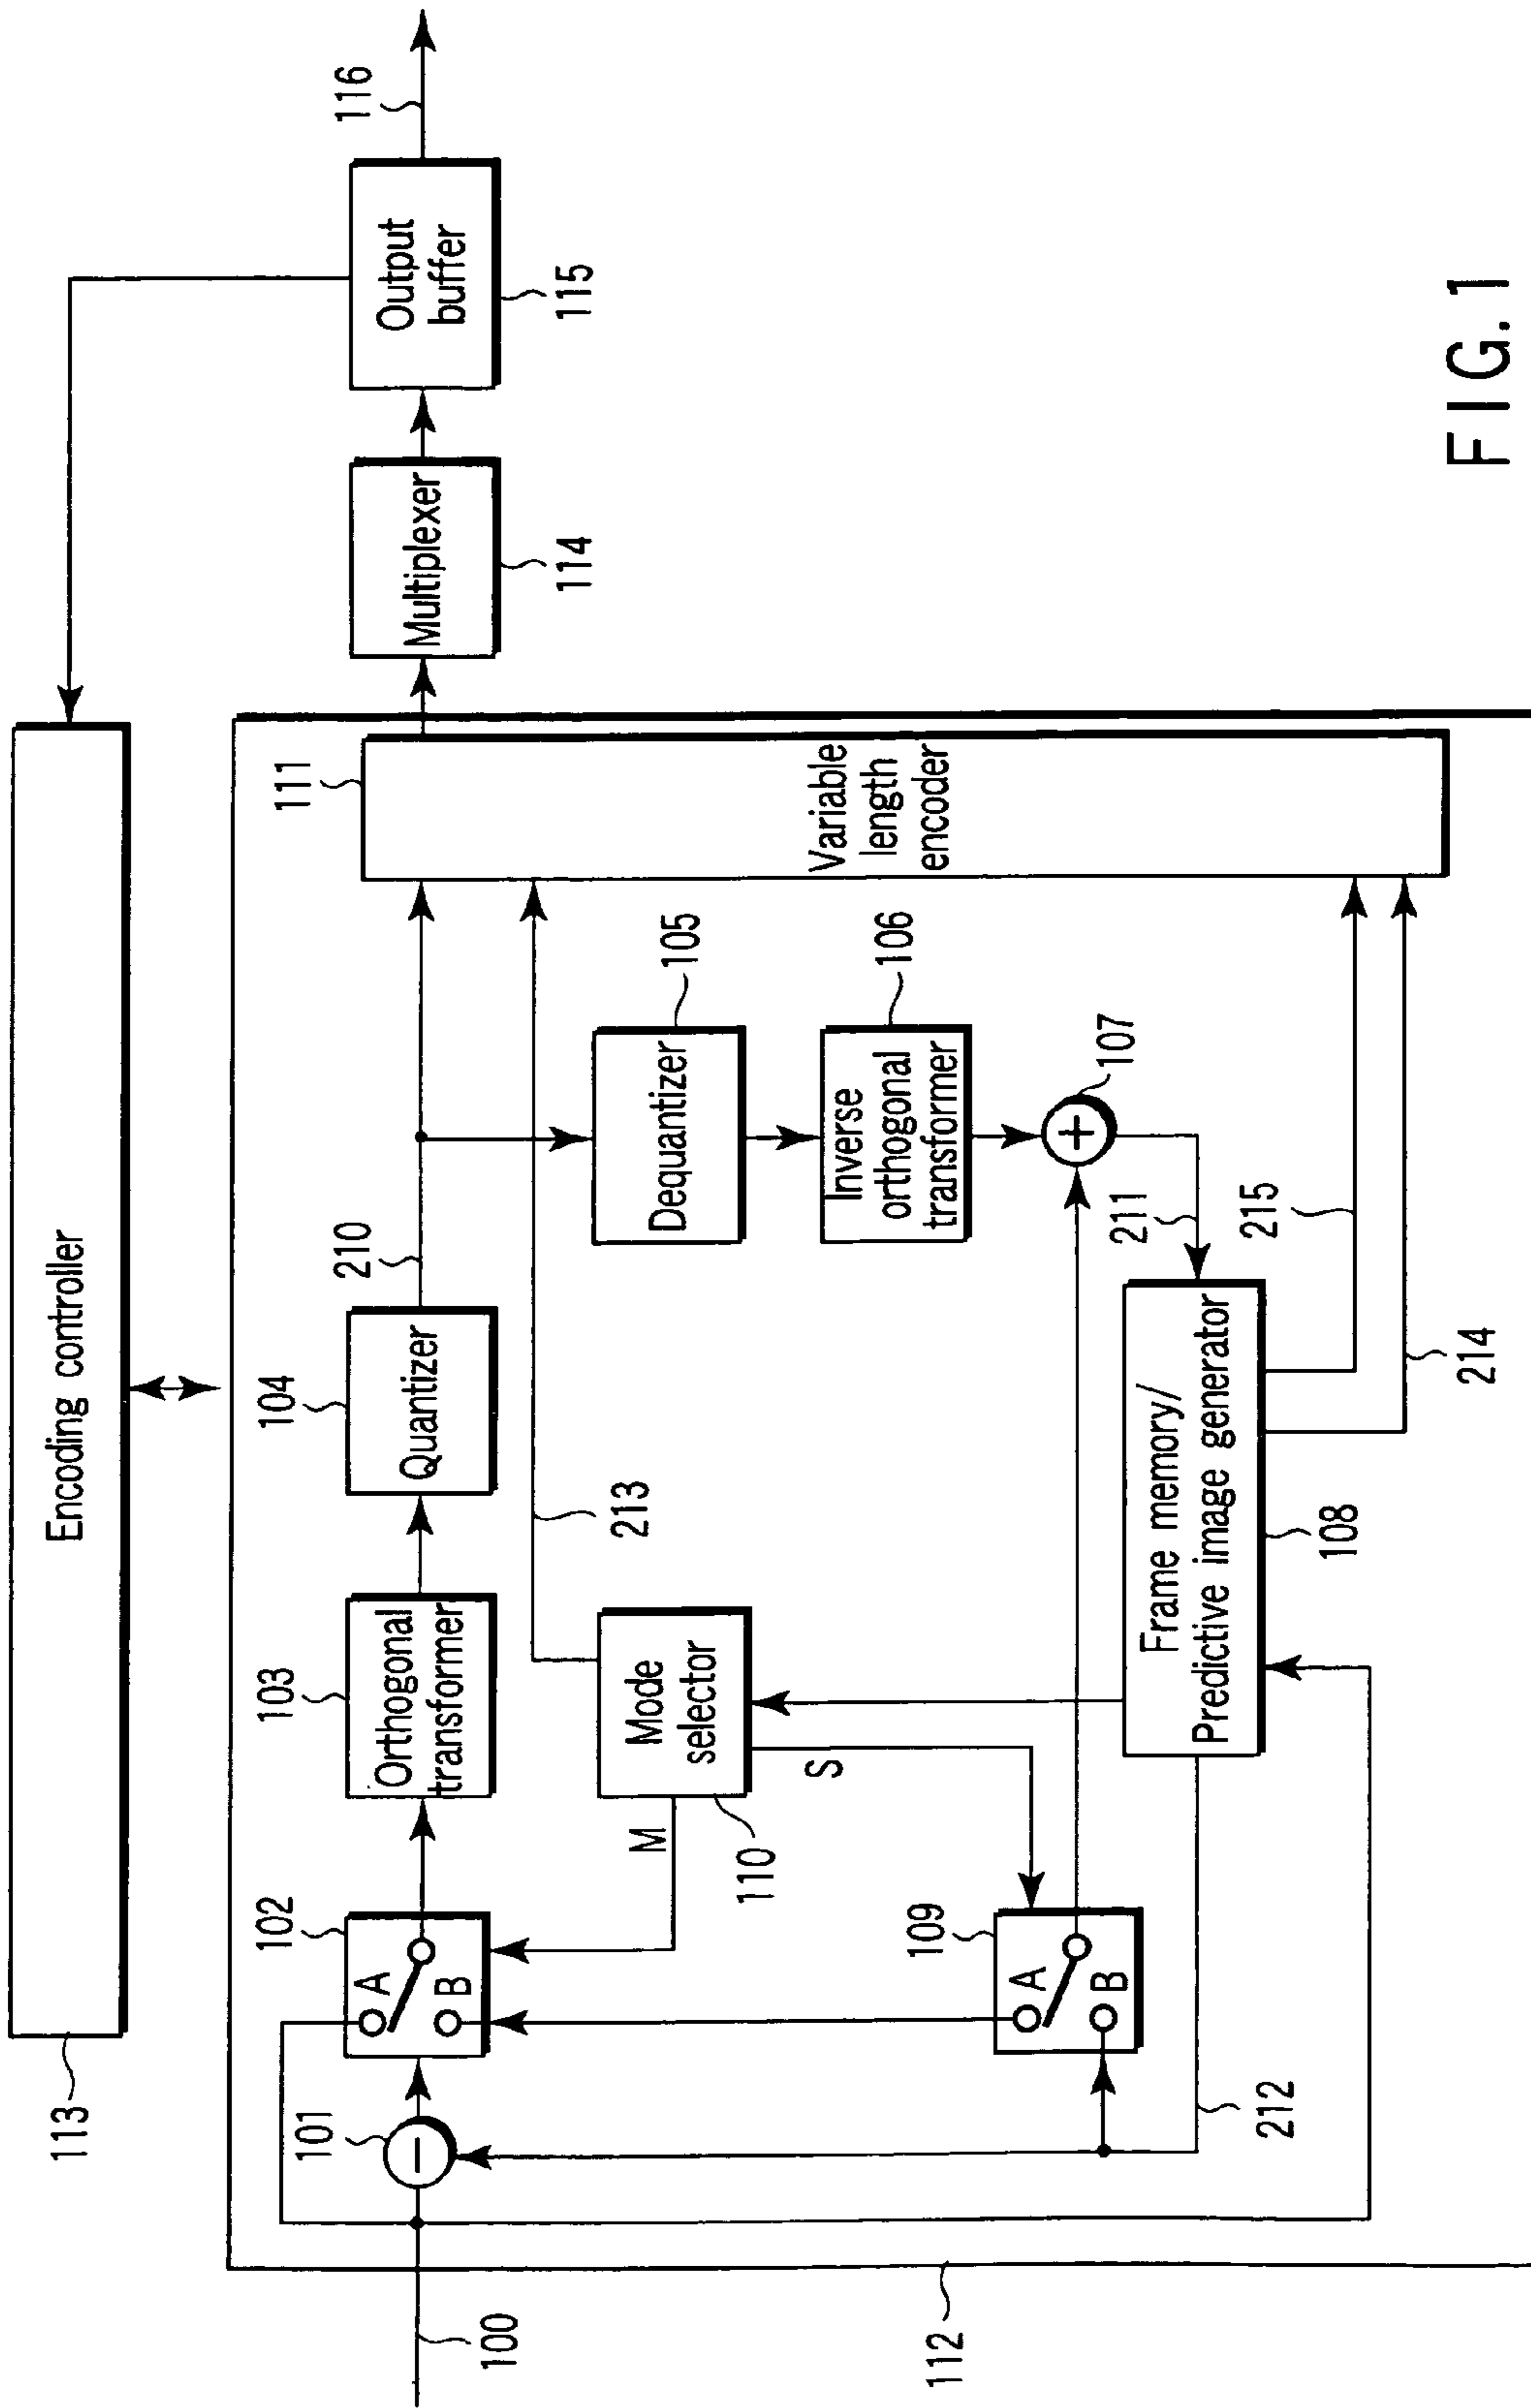 113
Encoding controller
112
100
101
102
A
B
103
Orthogonal
transformer
104
Quantizer
210
111
Variable
length
encoder
Multiplexer
114
Output
buffer
115
116
M
Mode
selector
110
S
213
Dequantizer
105
Inverse
orthogonal
transformer
106
107
109
A
B
212
211
Frame memory/
Predictive image generator
108
215
214
FIG. 1